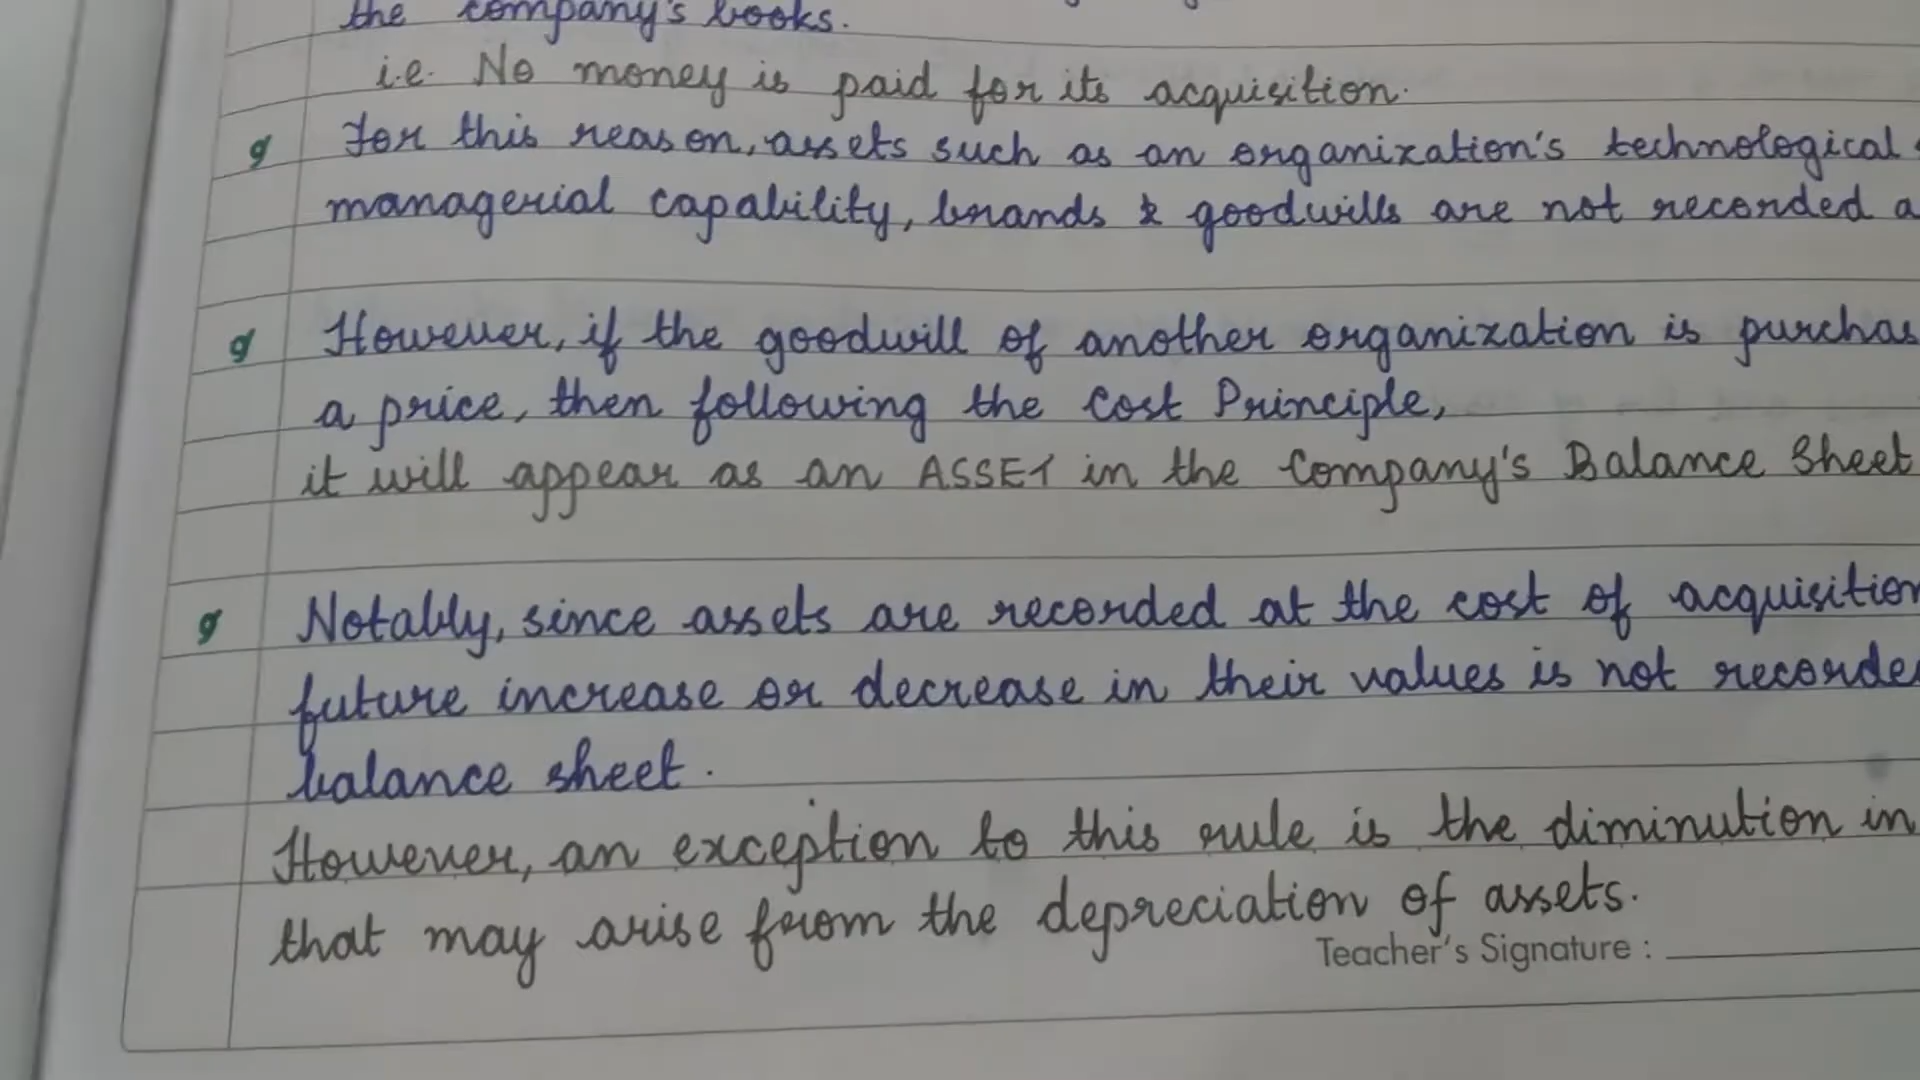 the company's books.
i.e. No money is paid for its acquisition.
For this reason, assets such as an organization's technological
managerial capability, brands & goodwills are not recorded a
However, if the goodwill of another organization is purchas
a price, then following the cost Principle,
it will appear as an ASSET in the Company's Balance Sheet
Notably, since assets are recorded at the cost of acquisition
future increase or decrease in their values is not recorde
balance sheet.
However, an exception to this rule is the diminution in
that may arise from the depreciation of assets.
Teacher's Signature :